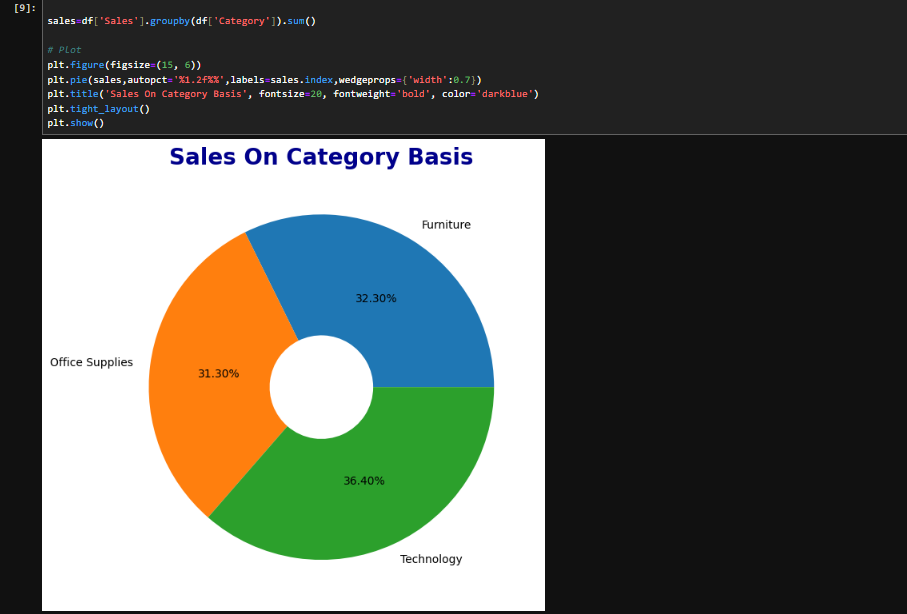 [9]:
sales=df['Sales'].groupby(df['Category']).sum()
# Plot
plt.figure(figsize=(15, 6))
plt.pie(sales,autopct='%1.2f%%',labels=sales.index,wedgeprops={'width':0.7})
plt.title('Sales On Category Basis', fontsize=20, fontweight='bold', color='darkblue')
plt.tight_layout()
plt.show()
Sales On Category Basis
Furniture
32.30%
Office Supplies
31.30%
36.40%
Technology